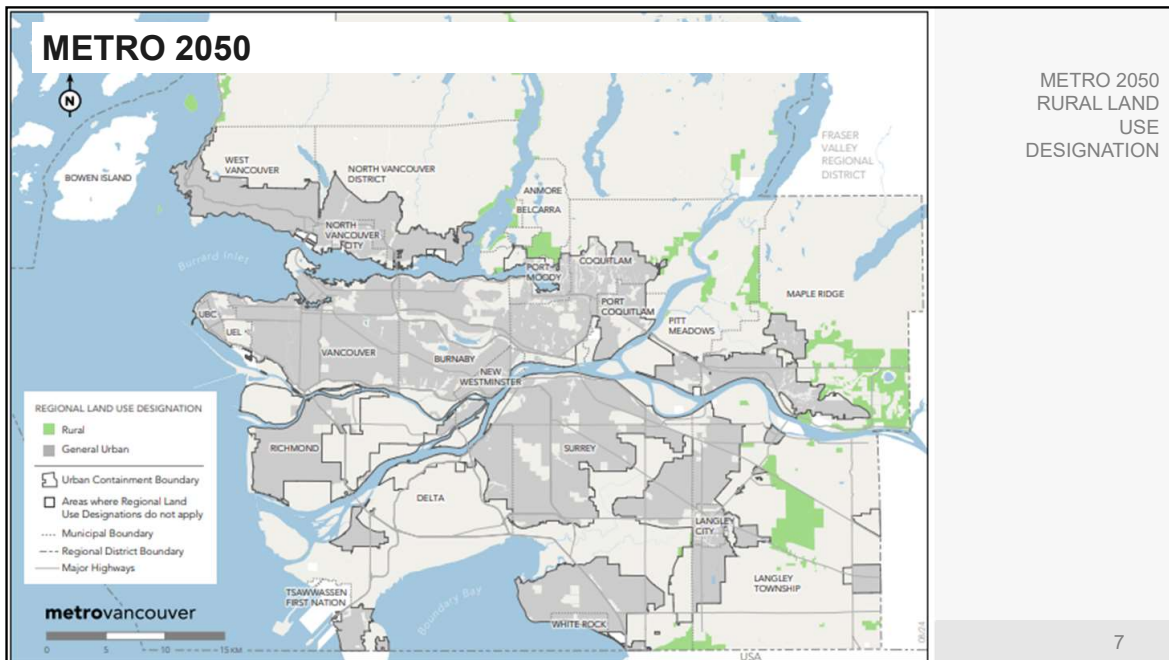 METRO 2050
N
BOWEN ISLAND
WEST
VANCOUVER
NORTH VANCOUVER
DISTRICT
NORTH
VANCOUVER
CITY
Burrard Inlet
ANMORE
BELCARRA
FRASER
VALLEY
REGIONAL
DISTRICT
PORT
MOODY
COQUITLAM
PORT
COQUITLAM
MAPLE RIDGE
PITT
MEADOWS
UBC
UEL
VANCOUVER
BURNABY
NEW
WESTMINSTER
RICHMOND
SURREY
DELTA
LANGLEY
CITY
LANGLEY
TOWNSHIP
TSAWWASSEN
FIRST NATION
Boundary Bay
WHITE ROCK
USA
REGIONAL LAND USE DESIGNATION
Rural
General Urban
Urban Containment Boundary
Areas where Regional Land
Use Designations do not apply
Municipal Boundary
Regional District Boundary
Major Highways
metrovancouver
0 5 10 15 KM
METRO 2050
RURAL LAND
USE
DESIGNATION
7